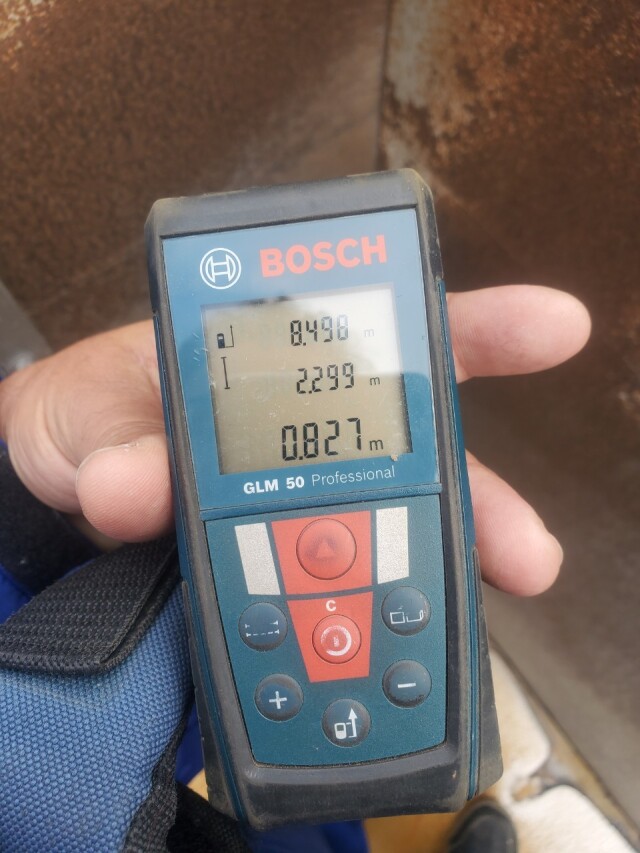 BOSCH
8.498 m
2.299 m
0.827 m
GLM 50 Professional
C
+
−